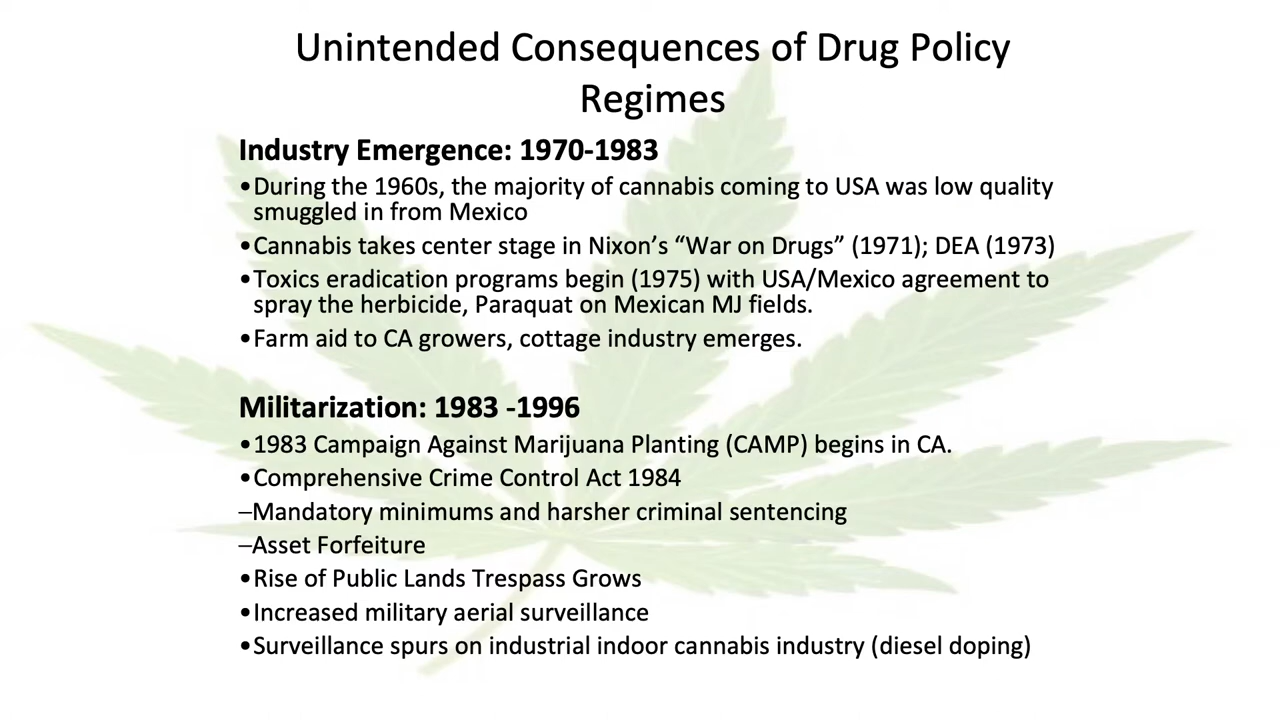 Unintended Consequences of Drug Policy
Regimes
Industry Emergence: 1970-1983
•During the 1960s, the majority of cannabis coming to USA was low quality
smuggled in from Mexico
•Cannabis takes center stage in Nixon’s “War on Drugs” (1971); DEA (1973)
•Toxics eradication programs begin (1975) with USA/Mexico agreement to
spray the herbicide, Paraquat on Mexican MJ fields.
•Farm aid to CA growers, cottage industry emerges.
Militarization: 1983 -1996
•1983 Campaign Against Marijuana Planting (CAMP) begins in CA.
•Comprehensive Crime Control Act 1984
–Mandatory minimums and harsher criminal sentencing
–Asset Forfeiture
•Rise of Public Lands Trespass Grows
•Increased military aerial surveillance
•Surveillance spurs on industrial indoor cannabis industry (diesel doping)